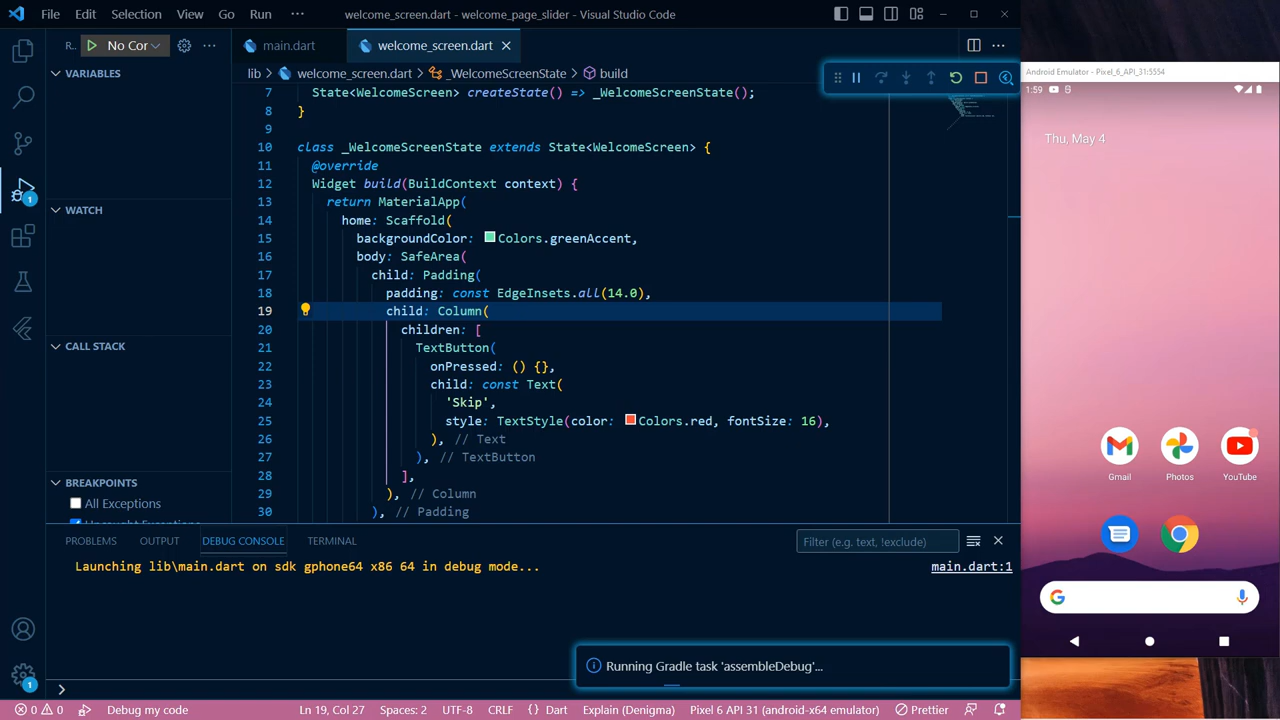 File Edit Selection View Go Run ··· welcome_screen.dart - welcome_page_slider - Visual Studio Code
R.. No Cor main.dart welcome_screen.dart
lib > welcome_screen.dart > _WelcomeScreenState > build
VARIABLES
WATCH
CALL STACK
BREAKPOINTS
All Exceptions
Uncaught Exceptions
7 State<WelcomeScreen> createState() => _WelcomeScreenState();
8 }
9
10 class _WelcomeScreenState extends State<WelcomeScreen> {
11 @override
12 Widget build(BuildContext context) {
13 return MaterialApp(
14 home: Scaffold(
15 backgroundColor: Colors.greenAccent,
16 body: SafeArea(
17 child: Padding(
18 padding: const EdgeInsets.all(14.0),
19 child: Column(
20 children: [
21 TextButton(
22 onPressed: () {},
23 child: const Text(
24 'Skip',
25 style: TextStyle(color: Colors.red, fontSize: 16),
26 ), // Text
27 ), // TextButton
28 ],
29 ), // Column
30 ), // Padding
PROBLEMS OUTPUT DEBUG CONSOLE TERMINAL Filter (e.g. text, !exclude)
Launching lib\main.dart on sdk gphone64 x86 64 in debug mode... main.dart:1
Running Gradle task 'assembleDebug'...
1
1
0 0 Debug my code Ln 19, Col 27 Spaces: 2 UTF-8 CRLF {} Dart Explain (Denigma) Pixel 6 API 31 (android-x64 emulator) Prettier
Android Emulator - Pixel_6_API_31:5554
1:59
Thu, May 4
Gmail Photos YouTube